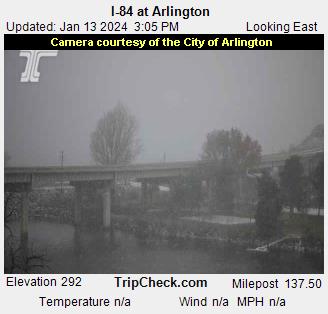 I-84 at Arlington
Updated: Jan 13 2024 3:05 PM Looking East
Camera courtesy of the City of Arlington
Elevation 292 TripCheck.com Milepost 137.50
Temperature n/a Wind n/a MPH n/a